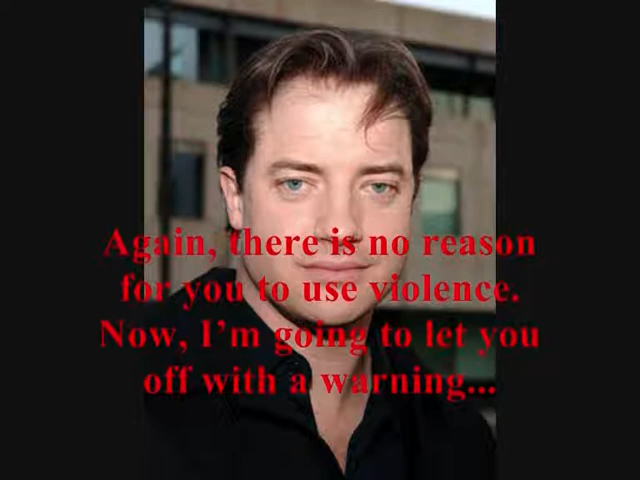 Again, there is no reason
for you to use violence.
Now, I'm going to let you
off with a warning...